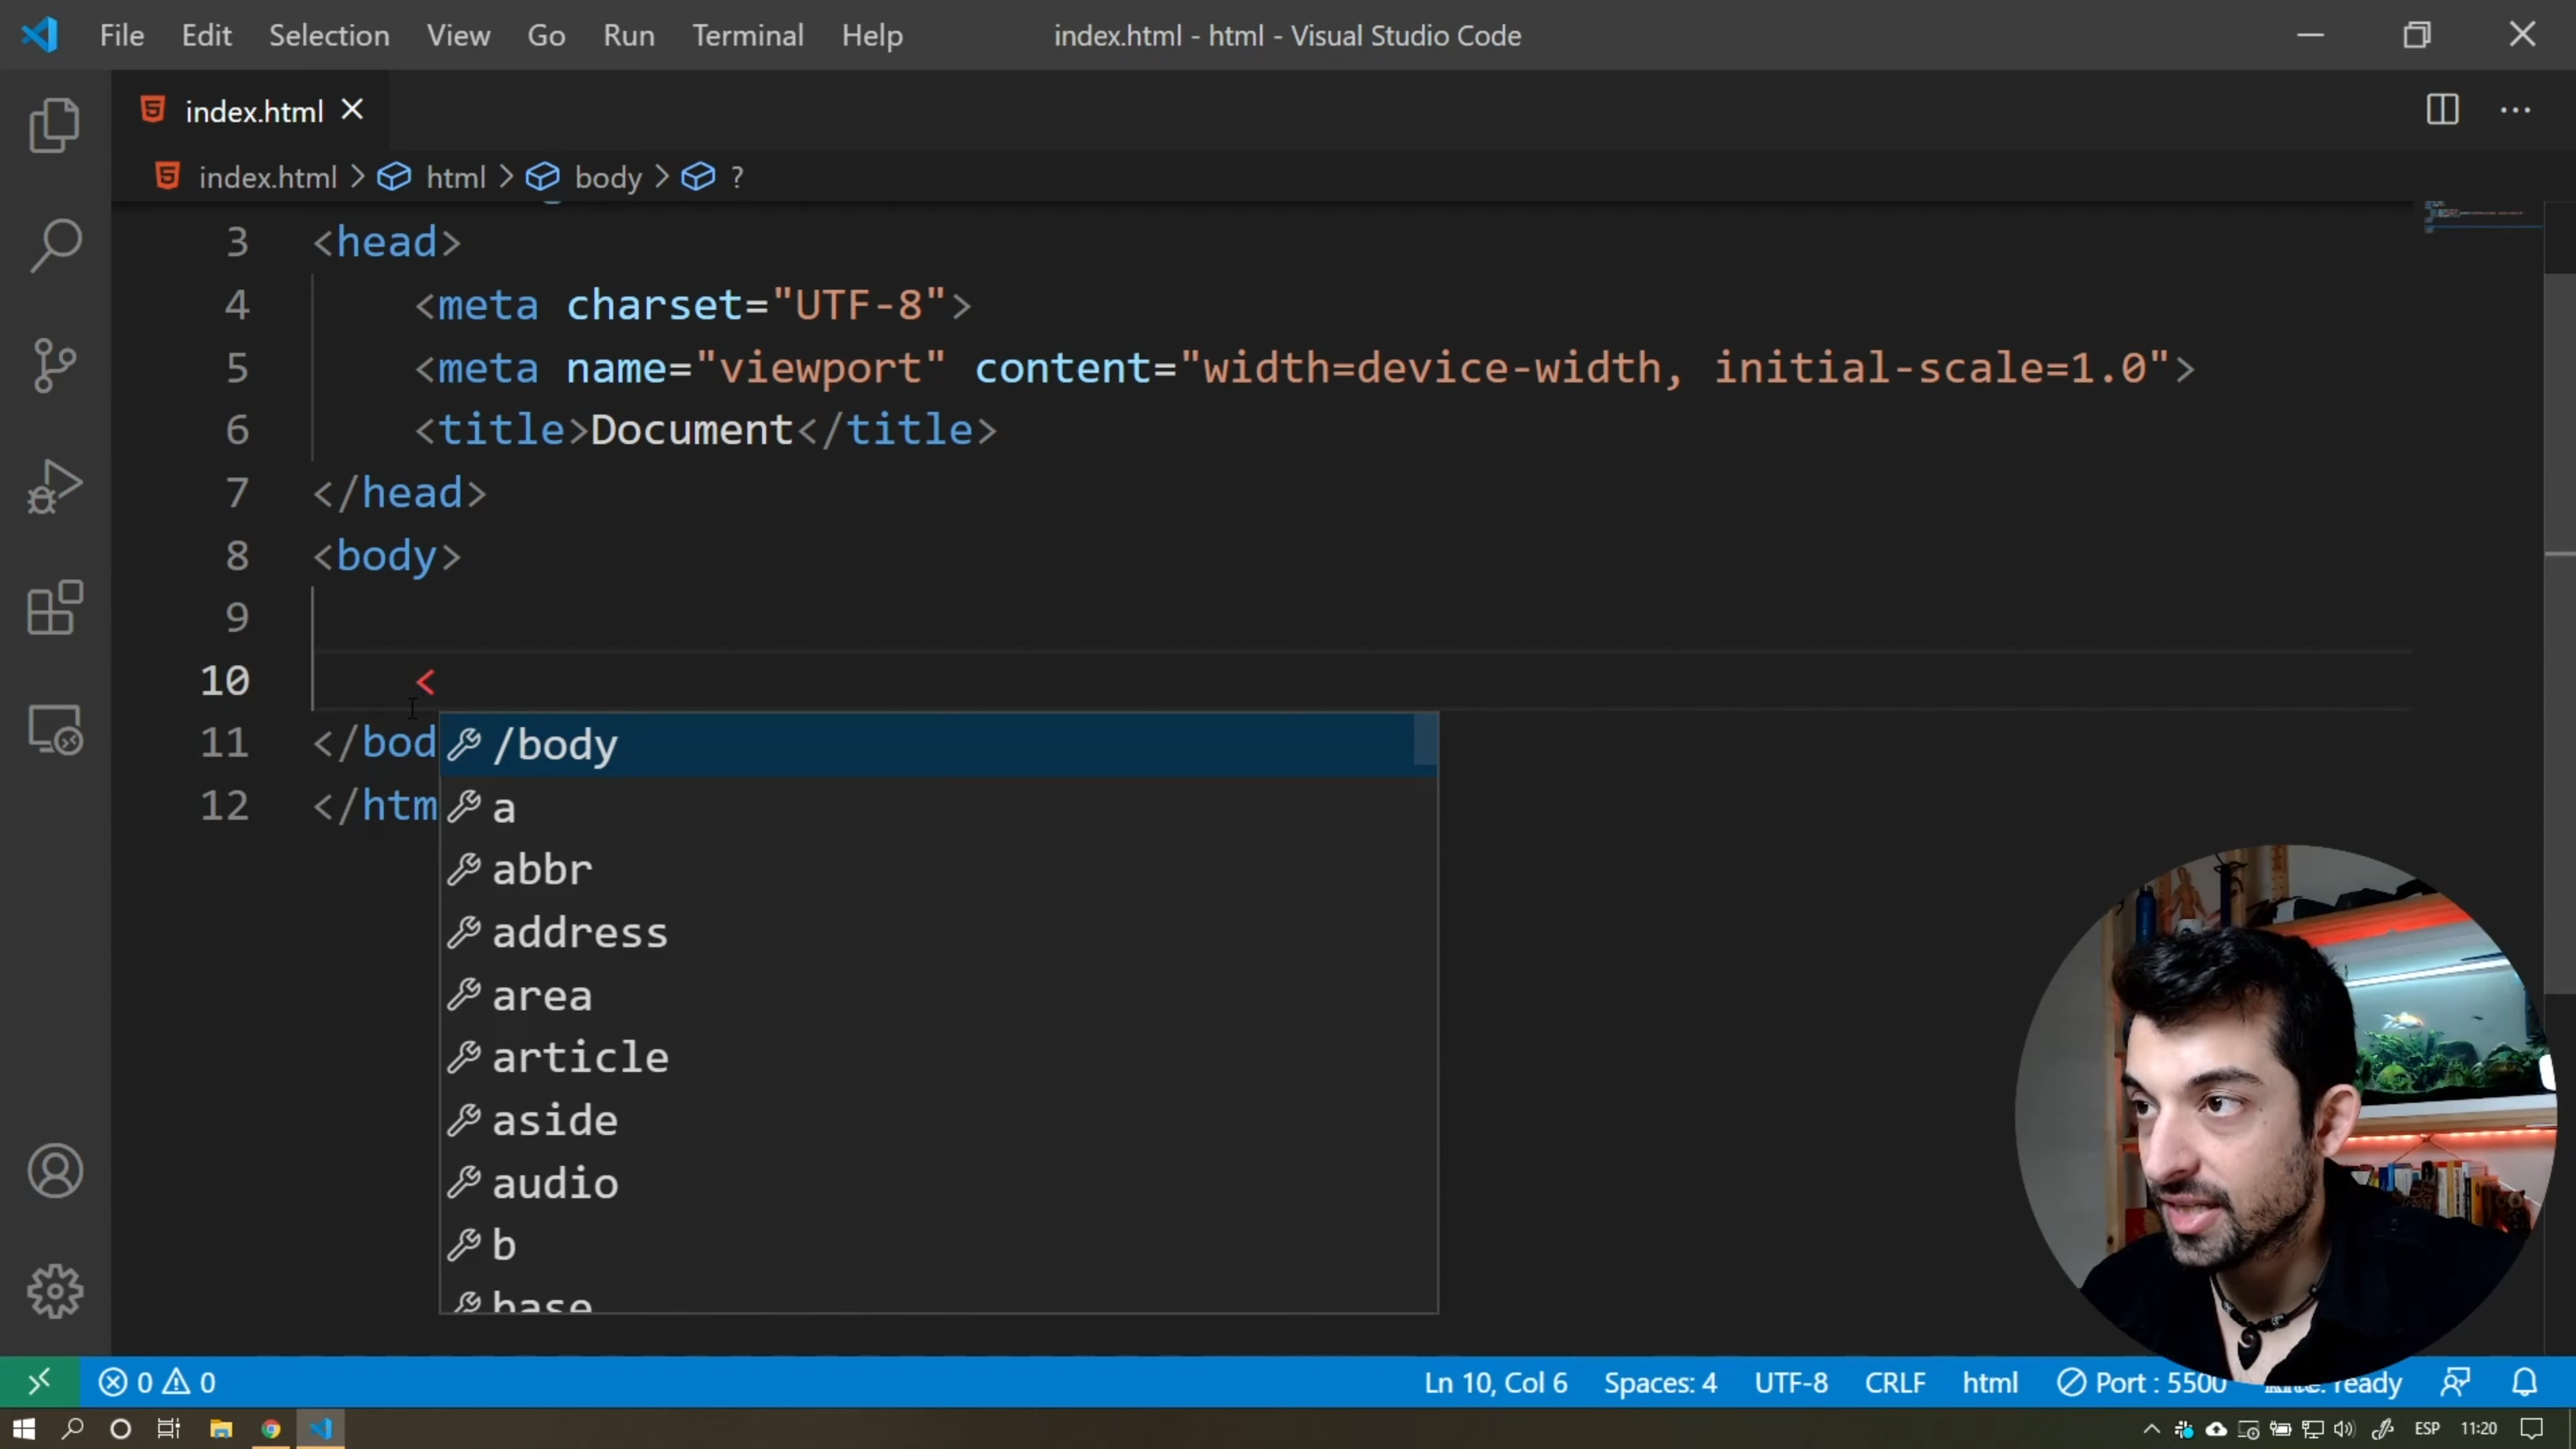 File Edit Selection View Go Run Terminal Help index.html - html - Visual Studio Code
index.html
index.html > html > body > ?
3 <head>
4 <meta charset="UTF-8">
5 <meta name="viewport" content="width=device-width, initial-scale=1.0">
6 <title>Document</title>
7 </head>
8 <body>
9
10 <
11 </bod
12 </htm
/body
a
abbr
address
area
article
aside
audio
b
base
0 0 Ln 10, Col 6 Spaces: 4 UTF-8 CRLF html Port : 5500 Kite: ready
ESP 11:20